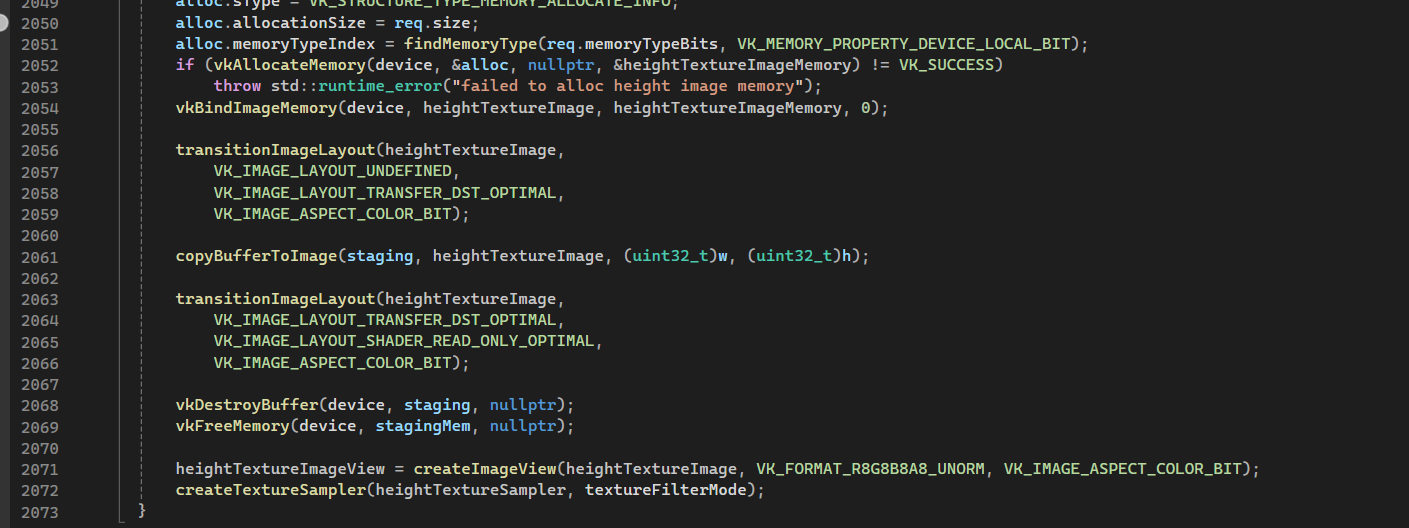 2049 alloc.sType = VK_STRUCTURE_TYPE_MEMORY_ALLOCATE_INFO;
2050 alloc.allocationSize = req.size;
2051 alloc.memoryTypeIndex = findMemoryType(req.memoryTypeBits, VK_MEMORY_PROPERTY_DEVICE_LOCAL_BIT);
2052 if (vkAllocateMemory(device, &alloc, nullptr, &heightTextureImageMemory) != VK_SUCCESS)
2053 throw std::runtime_error("failed to alloc height image memory");
2054 vkBindImageMemory(device, heightTextureImage, heightTextureImageMemory, 0);
2055
2056 transitionImageLayout(heightTextureImage,
2057 VK_IMAGE_LAYOUT_UNDEFINED,
2058 VK_IMAGE_LAYOUT_TRANSFER_DST_OPTIMAL,
2059 VK_IMAGE_ASPECT_COLOR_BIT);
2060
2061 copyBufferToImage(staging, heightTextureImage, (uint32_t)w, (uint32_t)h);
2062
2063 transitionImageLayout(heightTextureImage,
2064 VK_IMAGE_LAYOUT_TRANSFER_DST_OPTIMAL,
2065 VK_IMAGE_LAYOUT_SHADER_READ_ONLY_OPTIMAL,
2066 VK_IMAGE_ASPECT_COLOR_BIT);
2067
2068 vkDestroyBuffer(device, staging, nullptr);
2069 vkFreeMemory(device, stagingMem, nullptr);
2070
2071 heightTextureImageView = createImageView(heightTextureImage, VK_FORMAT_R8G8B8A8_UNORM, VK_IMAGE_ASPECT_COLOR_BIT);
2072 createTextureSampler(heightTextureSampler, textureFilterMode);
2073 }